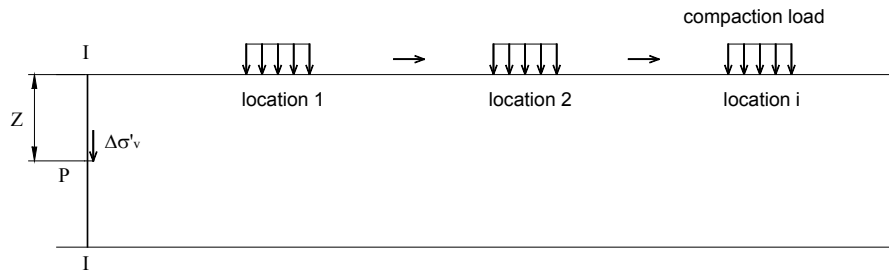 compaction load
I
location 1
location 2
location i
Z
Δσ'v
P
I